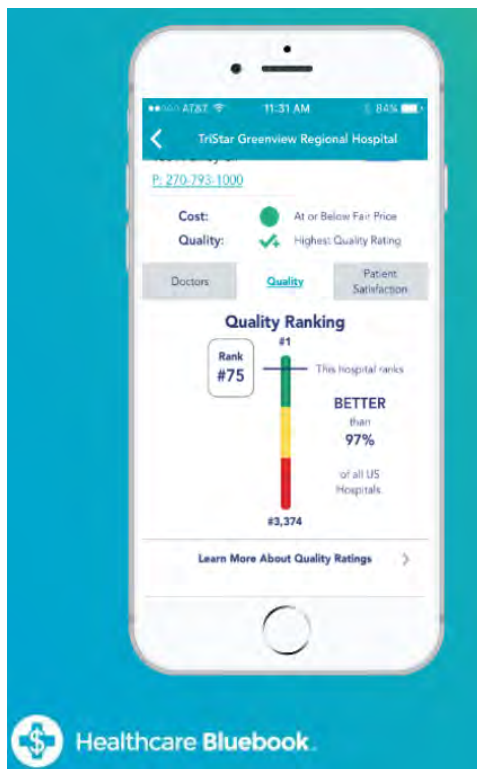 AT&T 11:31 AM 84%
TriStar Greenview Regional Hospital
P: 270-793-1000
Cost: At or Below Fair Price
Quality: Highest Quality Rating
Doctors Quality Patient Satisfaction
Quality Ranking
#1
Rank
#75
This hospital ranks
BETTER
than
97%
of all US
Hospitals
#3,374
Learn More About Quality Ratings
Healthcare Bluebook